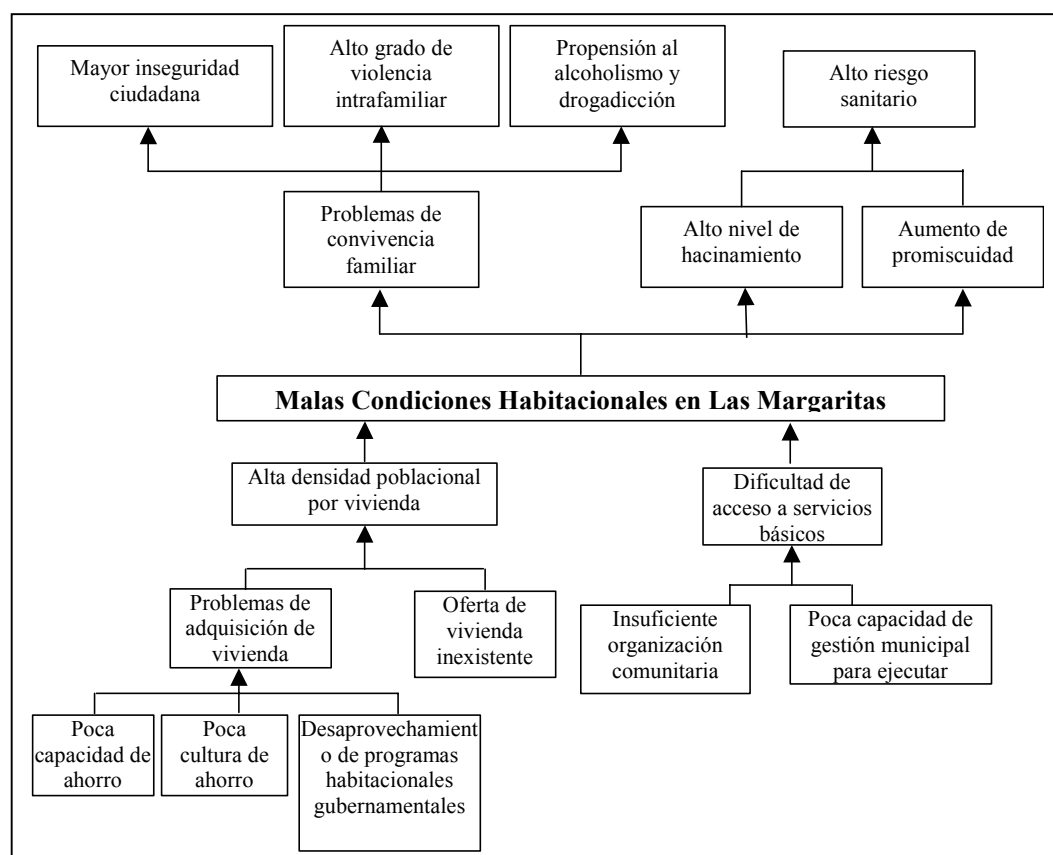 Mayor inseguridad
ciudadana
Alto grado de
violencia
intrafamiliar
Propensión al
alcoholismo y
drogadicción
Alto riesgo
sanitario
Problemas de
convivencia
familiar
Alto nivel de
hacinamiento
Aumento de
promiscuidad
Malas Condiciones Habitacionales en Las Margaritas
Alta densidad poblacional
por vivienda
Dificultad de
acceso a servicios
básicos
Problemas de
adquisición de
vivienda
Oferta de
vivienda
inexistente
Insuficiente
organización
comunitaria
Poca capacidad de
gestión municipal
para ejecutar
Poca
capacidad de
ahorro
Poca
cultura de
ahorro
Desaprovechamient
o de programas
habitacionales
gubernamentales